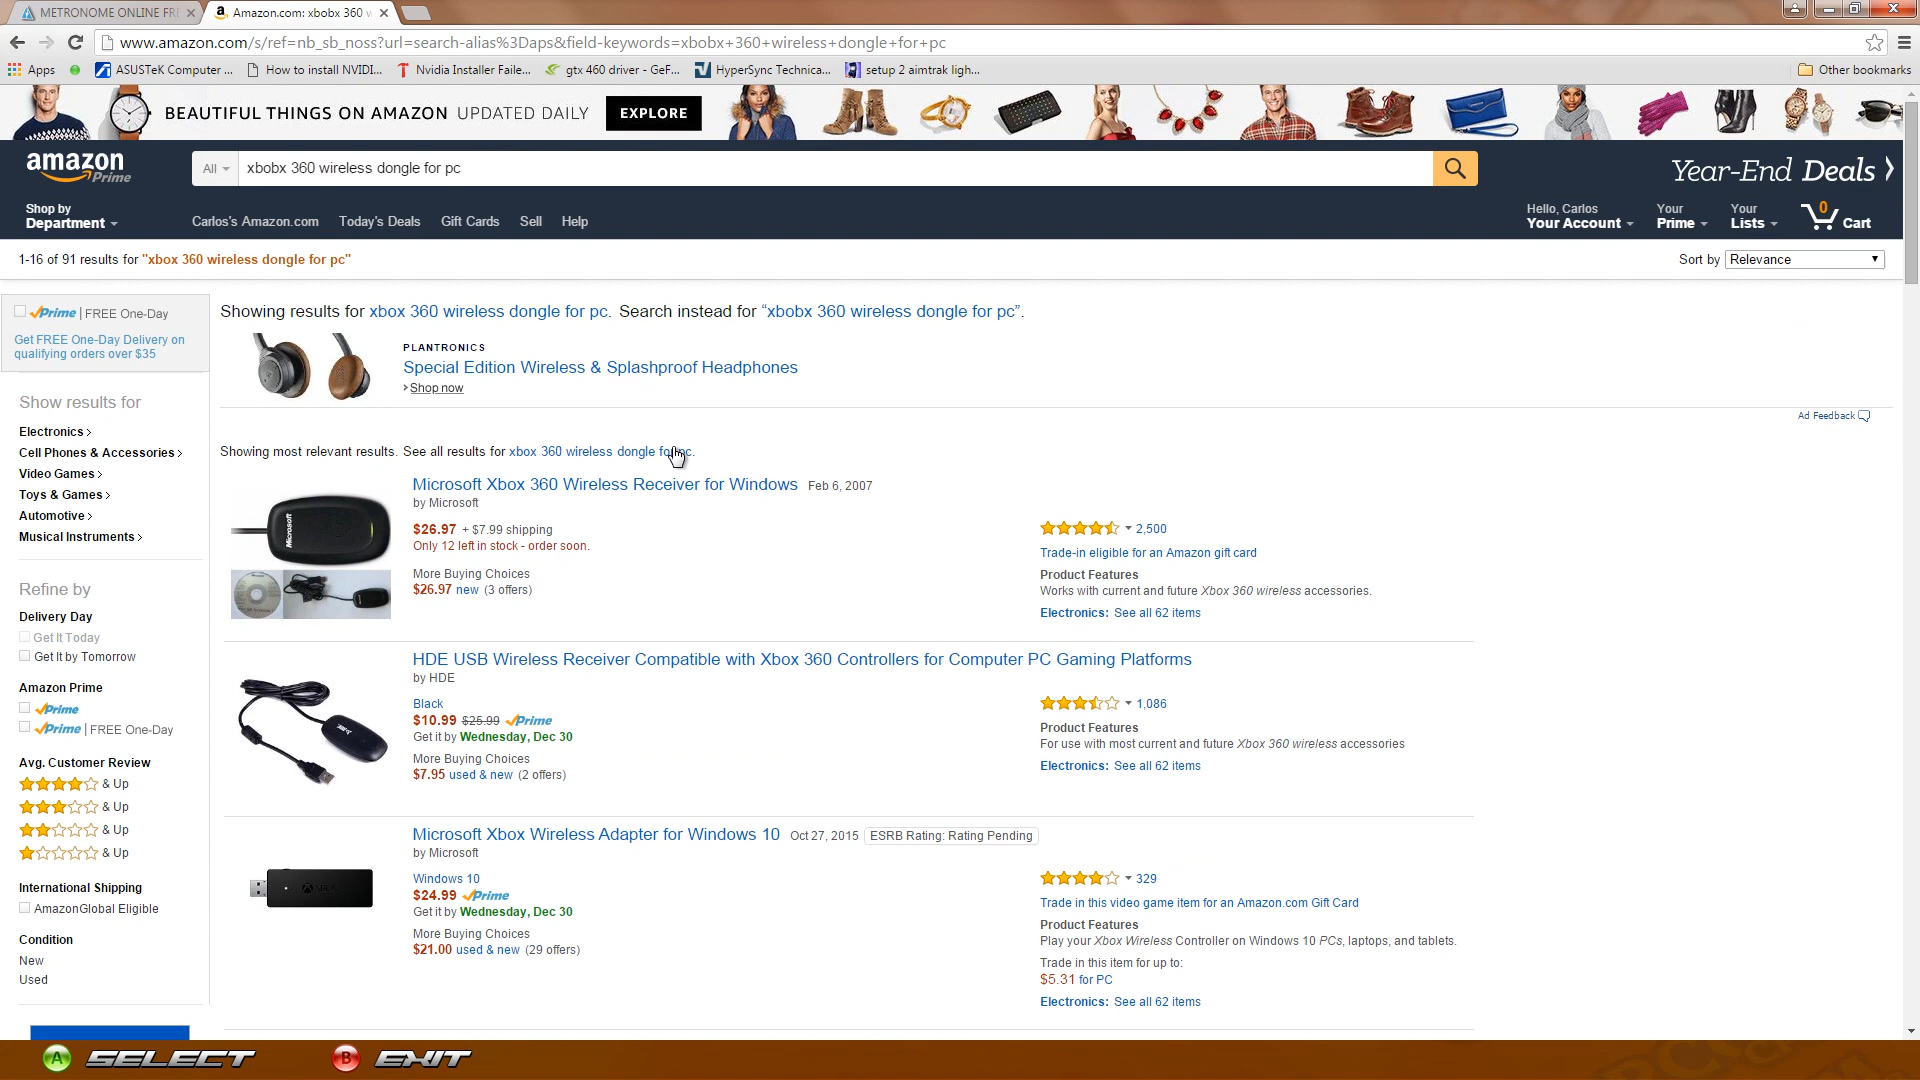 METRONOME ONLINE FRE
Amazon.com: xbobx 360 w
www.amazon.com/s/ref=nb_sb_noss?url=search-alias%3Daps&field-keywords=xbobx+360+wireless+dongle+for+pc
Apps ASUSTeK Computer ... How to install NVIDI... Nvidia Installer Faile... gtx 460 driver - GeF... HyperSync Technica... setup 2 aimtrak ligh... Other bookmarks
BEAUTIFUL THINGS ON AMAZON UPDATED DAILY EXPLORE
amazon Prime
All xbobx 360 wireless dongle for pc
Year-End Deals
Shop by Department
Carlos's Amazon.com Today's Deals Gift Cards Sell Help
Hello, Carlos Your Account
Your Prime
Your Lists
0 Cart
1-16 of 91 results for "xbox 360 wireless dongle for pc"
Sort by Relevance
Prime | FREE One-Day
Get FREE One-Day Delivery on
qualifying orders over $35
Show results for
Electronics
Cell Phones & Accessories
Video Games
Toys & Games
Automotive
Musical Instruments
Refine by
Delivery Day
Get It Today
Get It by Tomorrow
Amazon Prime
Prime
Prime | FREE One-Day
Avg. Customer Review
& Up
& Up
& Up
& Up
International Shipping
AmazonGlobal Eligible
Condition
New
Used
Showing results for xbox 360 wireless dongle for pc. Search instead for “xbobx 360 wireless dongle for pc”.
PLANTRONICS
Special Edition Wireless & Splashproof Headphones
Shop now
Ad Feedback
Showing most relevant results. See all results for xbox 360 wireless dongle for pc.
Microsoft Xbox 360 Wireless Receiver for Windows Feb 6, 2007
by Microsoft
$26.97 + $7.99 shipping
Only 12 left in stock - order soon.
More Buying Choices
$26.97 new (3 offers)
2,500
Trade-in eligible for an Amazon gift card
Product Features
Works with current and future Xbox 360 wireless accessories.
Electronics: See all 62 items
Microsoft
HDE USB Wireless Receiver Compatible with Xbox 360 Controllers for Computer PC Gaming Platforms
by HDE
Black
$10.99 $25.99 Prime
Get it by Wednesday, Dec 30
More Buying Choices
$7.95 used & new (2 offers)
1,086
Product Features
For use with most current and future Xbox 360 wireless accessories
Electronics: See all 62 items
Microsoft Xbox Wireless Adapter for Windows 10 Oct 27, 2015 ESRB Rating: Rating Pending
by Microsoft
Windows 10
$24.99 Prime
Get it by Wednesday, Dec 30
More Buying Choices
$21.00 used & new (29 offers)
329
Trade in this video game item for an Amazon.com Gift Card
Product Features
Play your Xbox Wireless Controller on Windows 10 PCs, laptops, and tablets.
Trade in this item for up to:
$5.31 for PC
Electronics: See all 62 items
A SELECT B EXIT